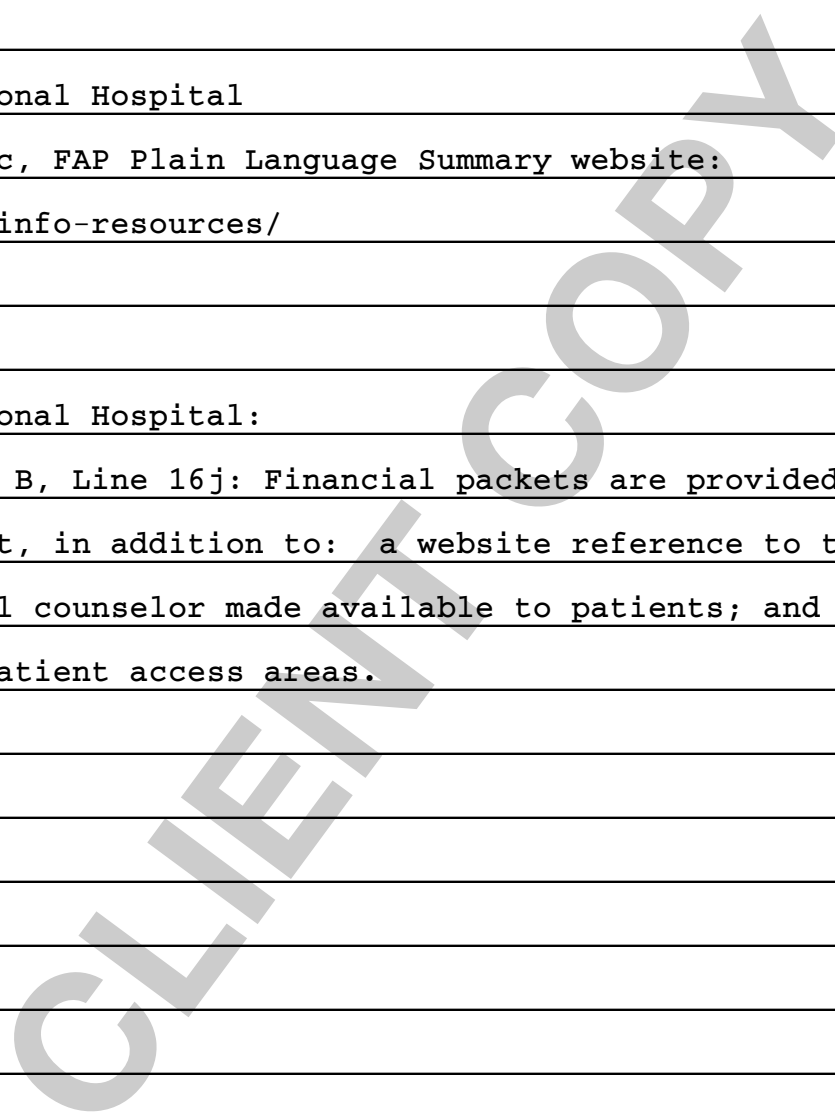 onal Hospital
c, FAP Plain Language Summary website:
info-resources/
onal Hospital:
B, Line 16j: Financial packets are provided
t, in addition to:  a website reference to t
l counselor made available to patients; and
atient access areas.
CLIENT COPY